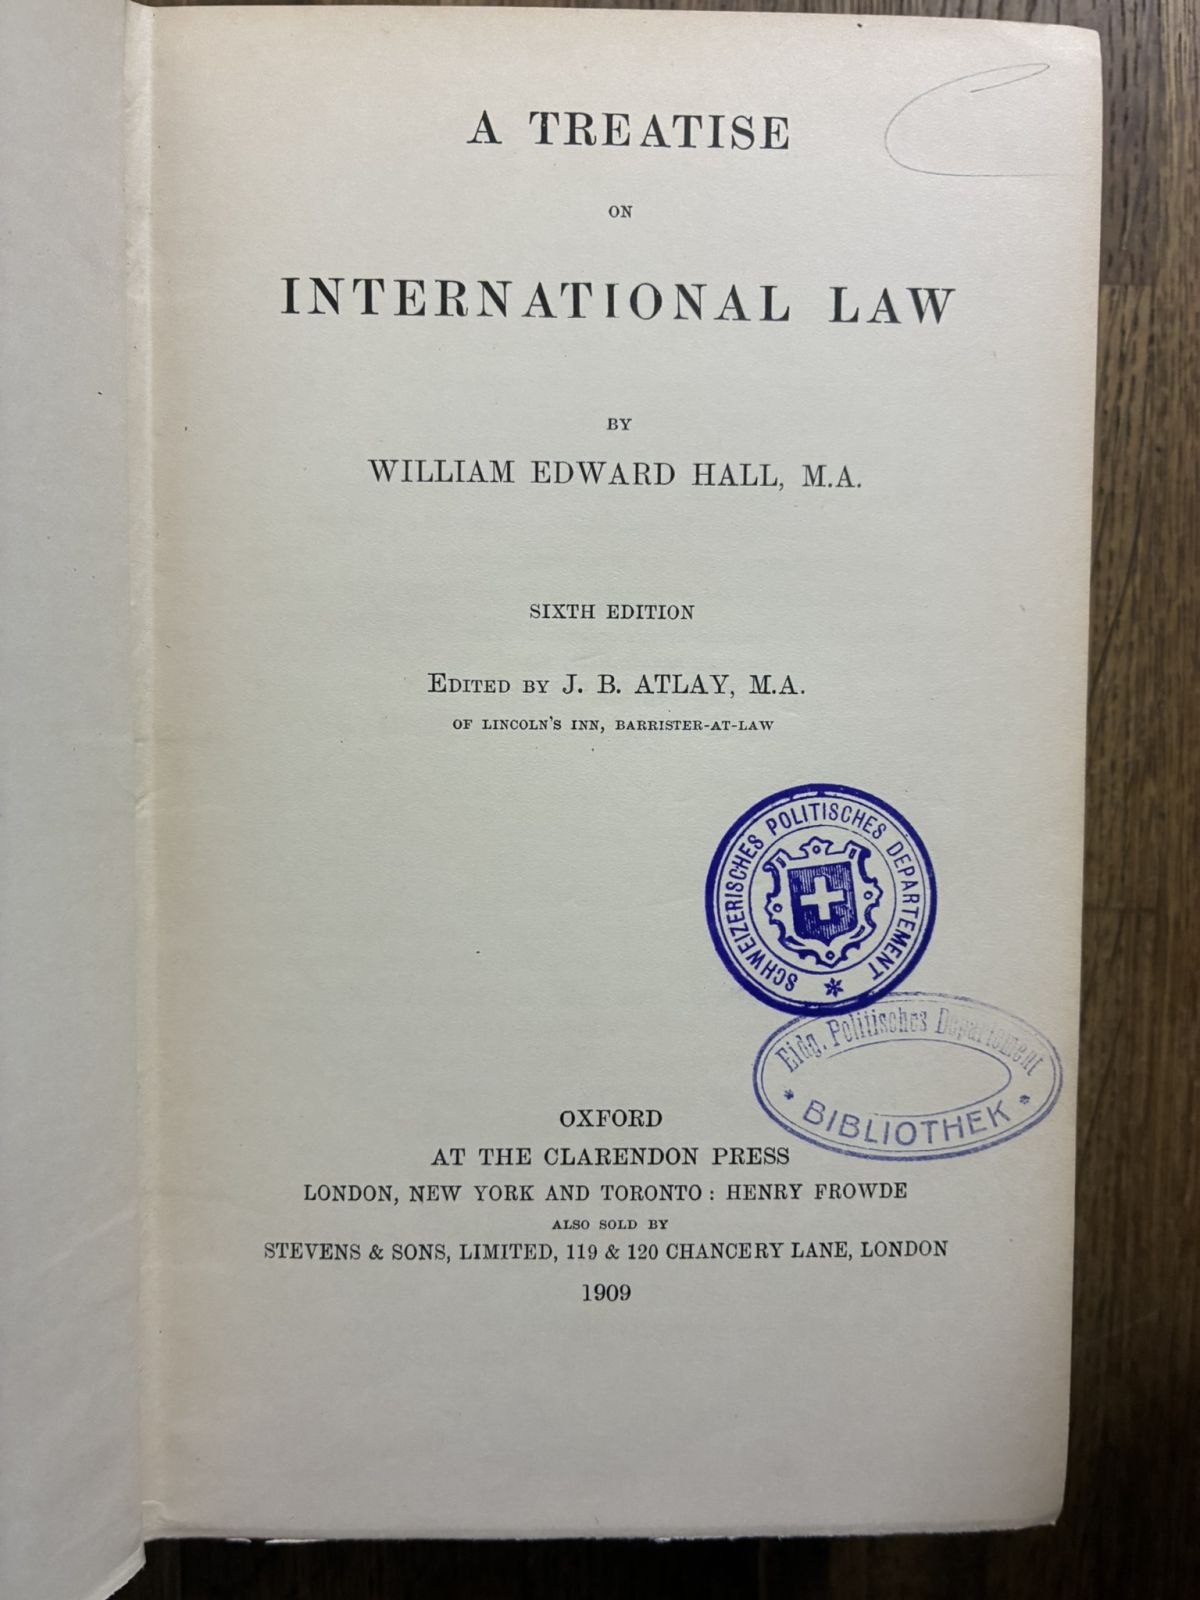 A TREATISE
ON
INTERNATIONAL LAW
BY
WILLIAM EDWARD HALL, M.A.
SIXTH EDITION
EDITED BY J. B. ATLAY, M.A.
OF LINCOLN'S INN, BARRISTER-AT-LAW
SCHWEIZERISCHES POLITISCHES DEPARTEMENT
Eidg. Politisches Departement
* BIBLIOTHEK *
OXFORD
AT THE CLARENDON PRESS
LONDON, NEW YORK AND TORONTO : HENRY FROWDE
ALSO SOLD BY
STEVENS & SONS, LIMITED, 119 & 120 CHANCERY LANE, LONDON
1909